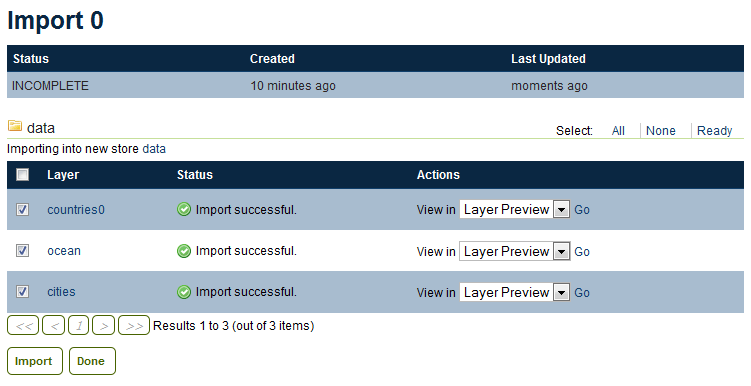 Import 0
Status Created Last Updated
INCOMPLETE 10 minutes ago moments ago
data Select: All None Ready
Importing into new store data
Layer Status Actions
countries0 Import successful. View in Layer Preview Go
ocean Import successful. View in Layer Preview Go
cities Import successful. View in Layer Preview Go
<< < 1 > >> Results 1 to 3 (out of 3 items)
Import Done